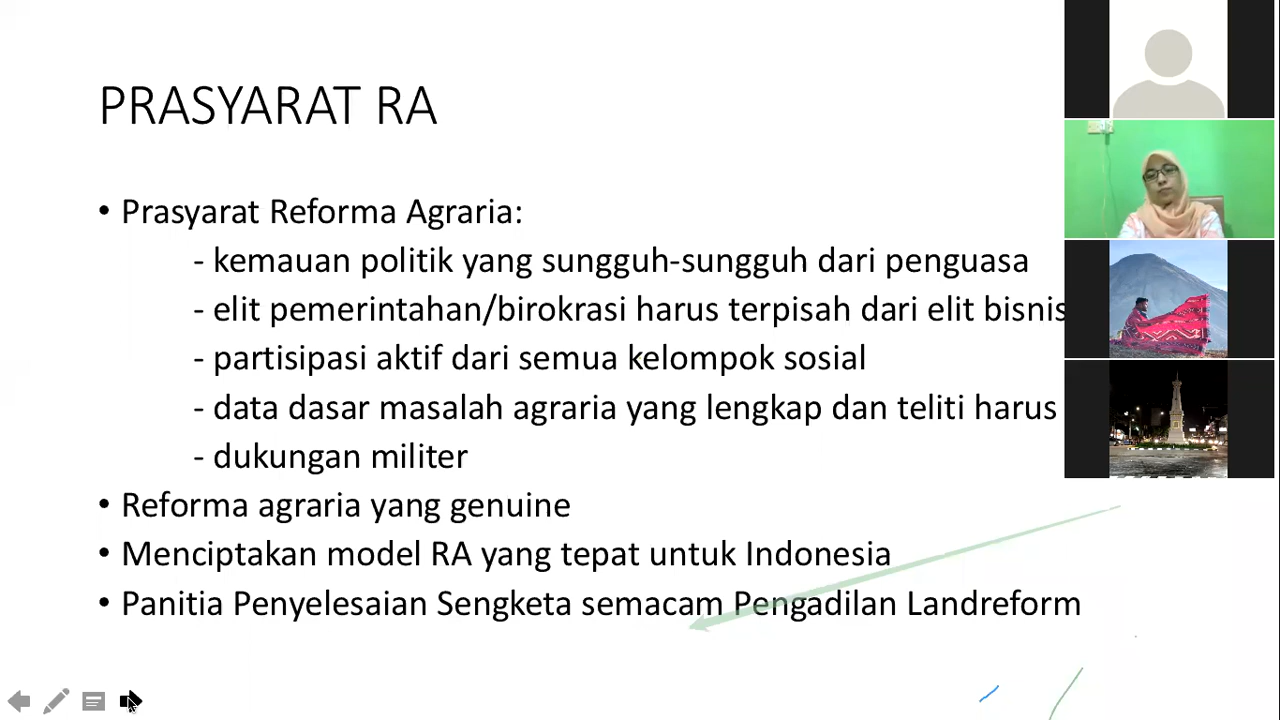 PRASYARAT RA
• Prasyarat Reforma Agraria:
- kemauan politik yang sungguh-sungguh dari penguasa
- elit pemerintahan/birokrasi harus terpisah dari elit bisnis
- partisipasi aktif dari semua kelompok sosial
- data dasar masalah agraria yang lengkap dan teliti harus
- dukungan militer
• Reforma agraria yang genuine
• Menciptakan model RA yang tepat untuk Indonesia
• Panitia Penyelesaian Sengketa semacam Pengadilan Landreform